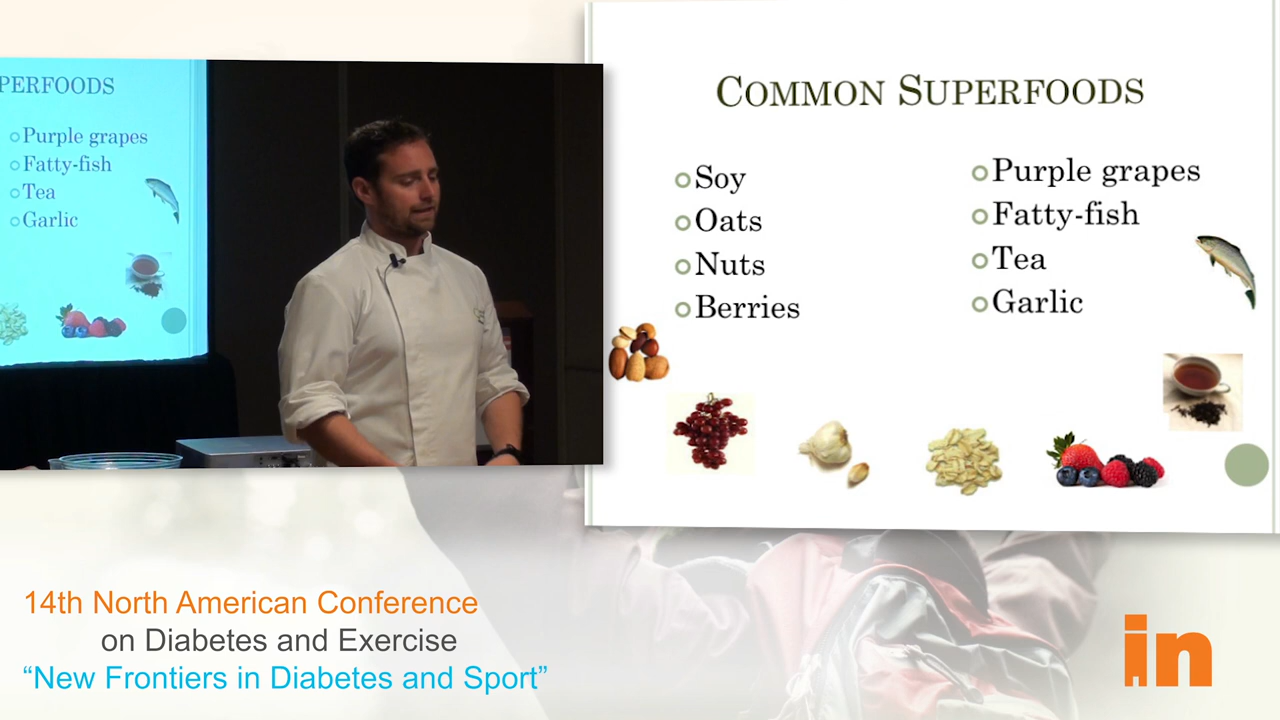 PERFOODS
Purple grapes
Fatty-fish
Tea
Garlic
COMMON SUPERFOODS
Soy
Oats
Nuts
Berries
Purple grapes
Fatty-fish
Tea
Garlic
14th North American Conference
on Diabetes and Exercise
“New Frontiers in Diabetes and Sport”
in